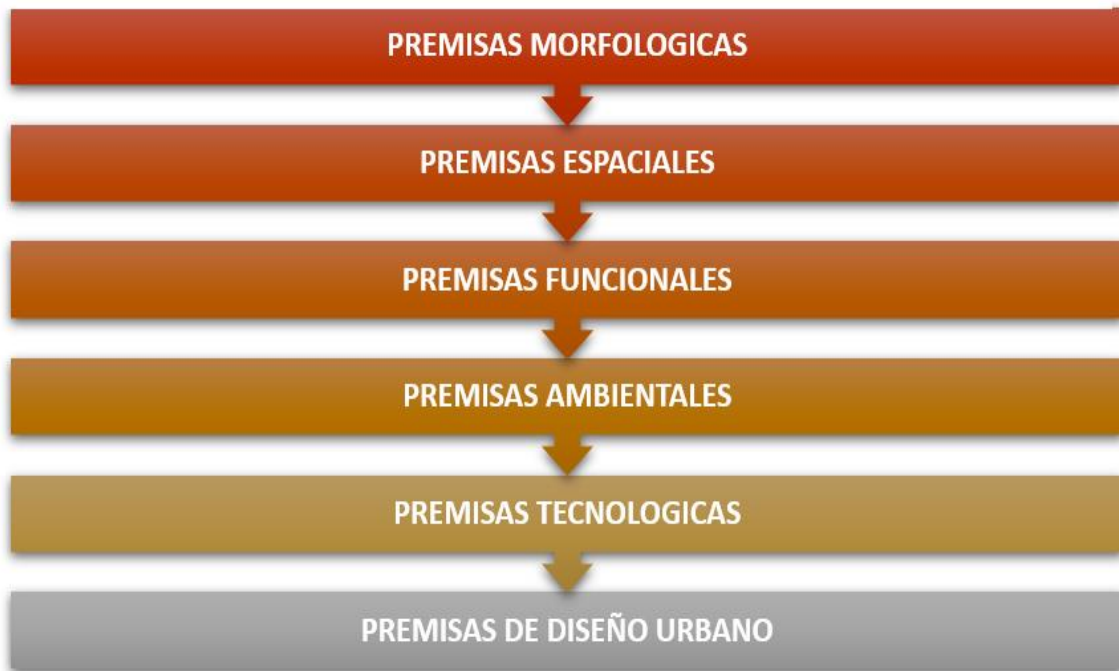 PREMISAS MORFOLOGICAS
PREMISAS ESPACIALES
PREMISAS FUNCIONALES
PREMISAS AMBIENTALES
PREMISAS TECNOLOGICAS
PREMISAS DE DISEÑO URBANO